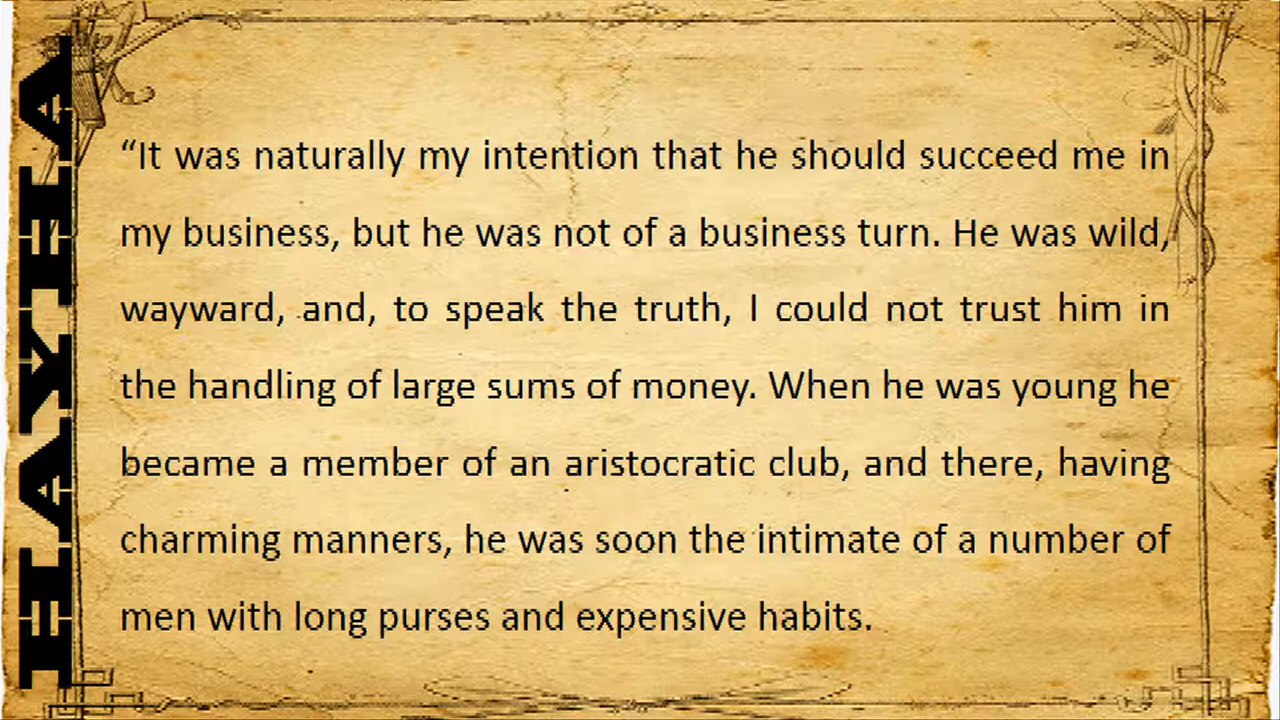 HAYHA
“It was naturally my intention that he should succeed me in
my business, but he was not of a business turn. He was wild,
wayward, and, to speak the truth, I could not trust him in
the handling of large sums of money. When he was young he
became a member of an aristocratic club, and there, having
charming manners, he was soon the intimate of a number of
men with long purses and expensive habits.